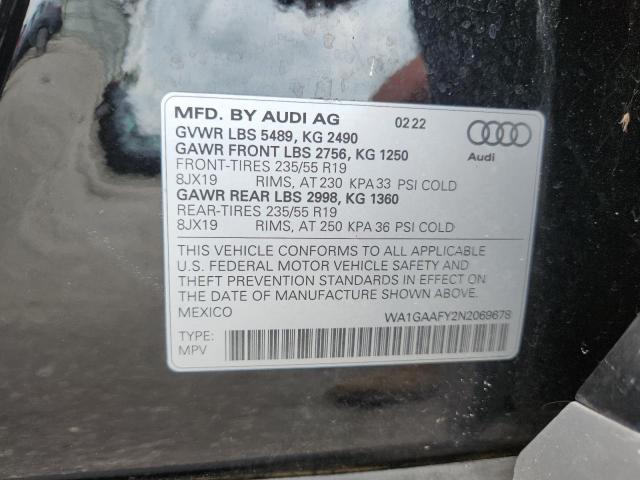 MFD. BY AUDI AG 02 22
GVWR LBS 5489, KG 2490
GAWR FRONT LBS 2756, KG 1250
FRONT-TIRES 235/55 R19
8JX19 RIMS, AT 230 KPA 33 PSI COLD
GAWR REAR LBS 2998, KG 1360
REAR-TIRES 235/55 R19
8JX19 RIMS, AT 250 KPA 36 PSI COLD
Audi
THIS VEHICLE CONFORMS TO ALL APPLICABLE
U.S. FEDERAL MOTOR VEHICLE SAFETY AND
THEFT PREVENTION STANDARDS IN EFFECT ON
THE DATE OF MANUFACTURE SHOWN ABOVE.
MEXICO WA1GAAFY2N2069678
TYPE:
MPV